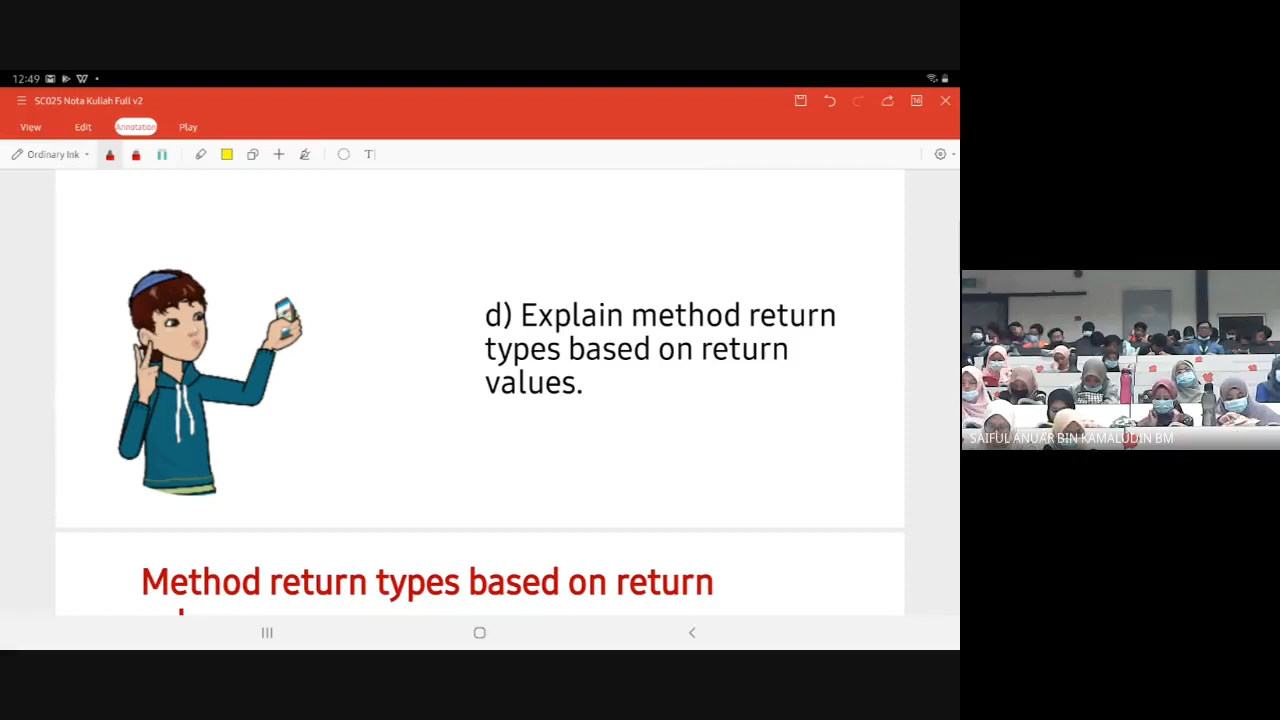 12:49
SC025 Nota Kuliah Full v2
16
View Edit Annotation Play
Ordinary Ink T
d) Explain method return
types based on return
values.
Method return types based on return
SAIFUL ANUAR BIN KAMALUDIN BM